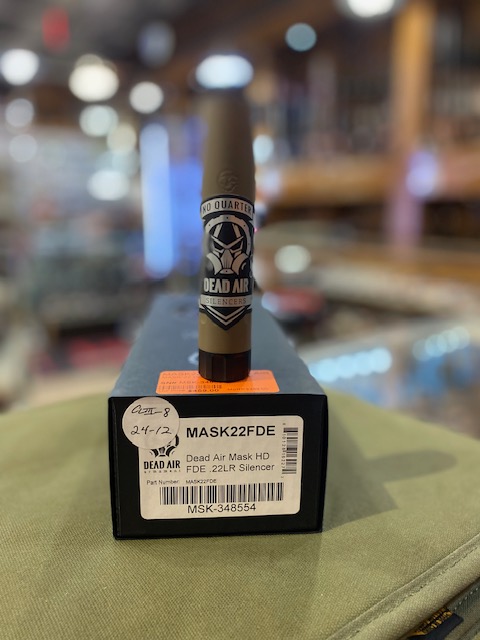 NO QUARTER
DEAD AIR
SILENCERS
24-12
MASK22FDE
DEAD AIR
Dead Air Mask HD
FDE .22LR Silencer
Part Number: MASK22FDE
MSK-348554